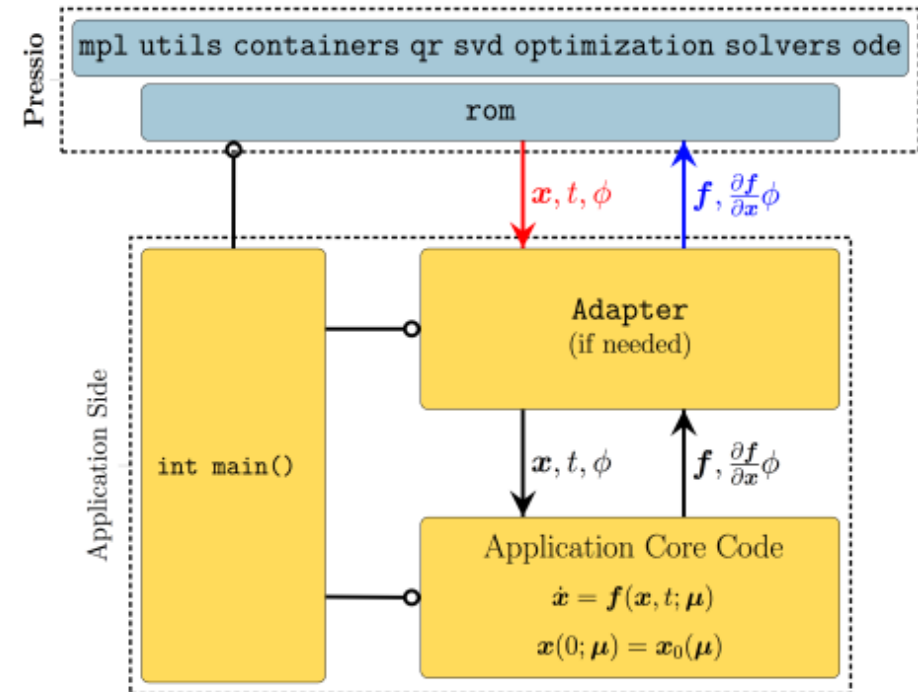 Pressio
mpl utils containers qr svd optimization solvers ode
rom
x, t, ϕ
f, ∂f/∂x ϕ
Application Side
int main()
Adapter
(if needed)
x, t, ϕ
f, ∂f/∂x ϕ
Application Core Code
ẋ = f(x, t; μ)
x(0; μ) = x₀(μ)